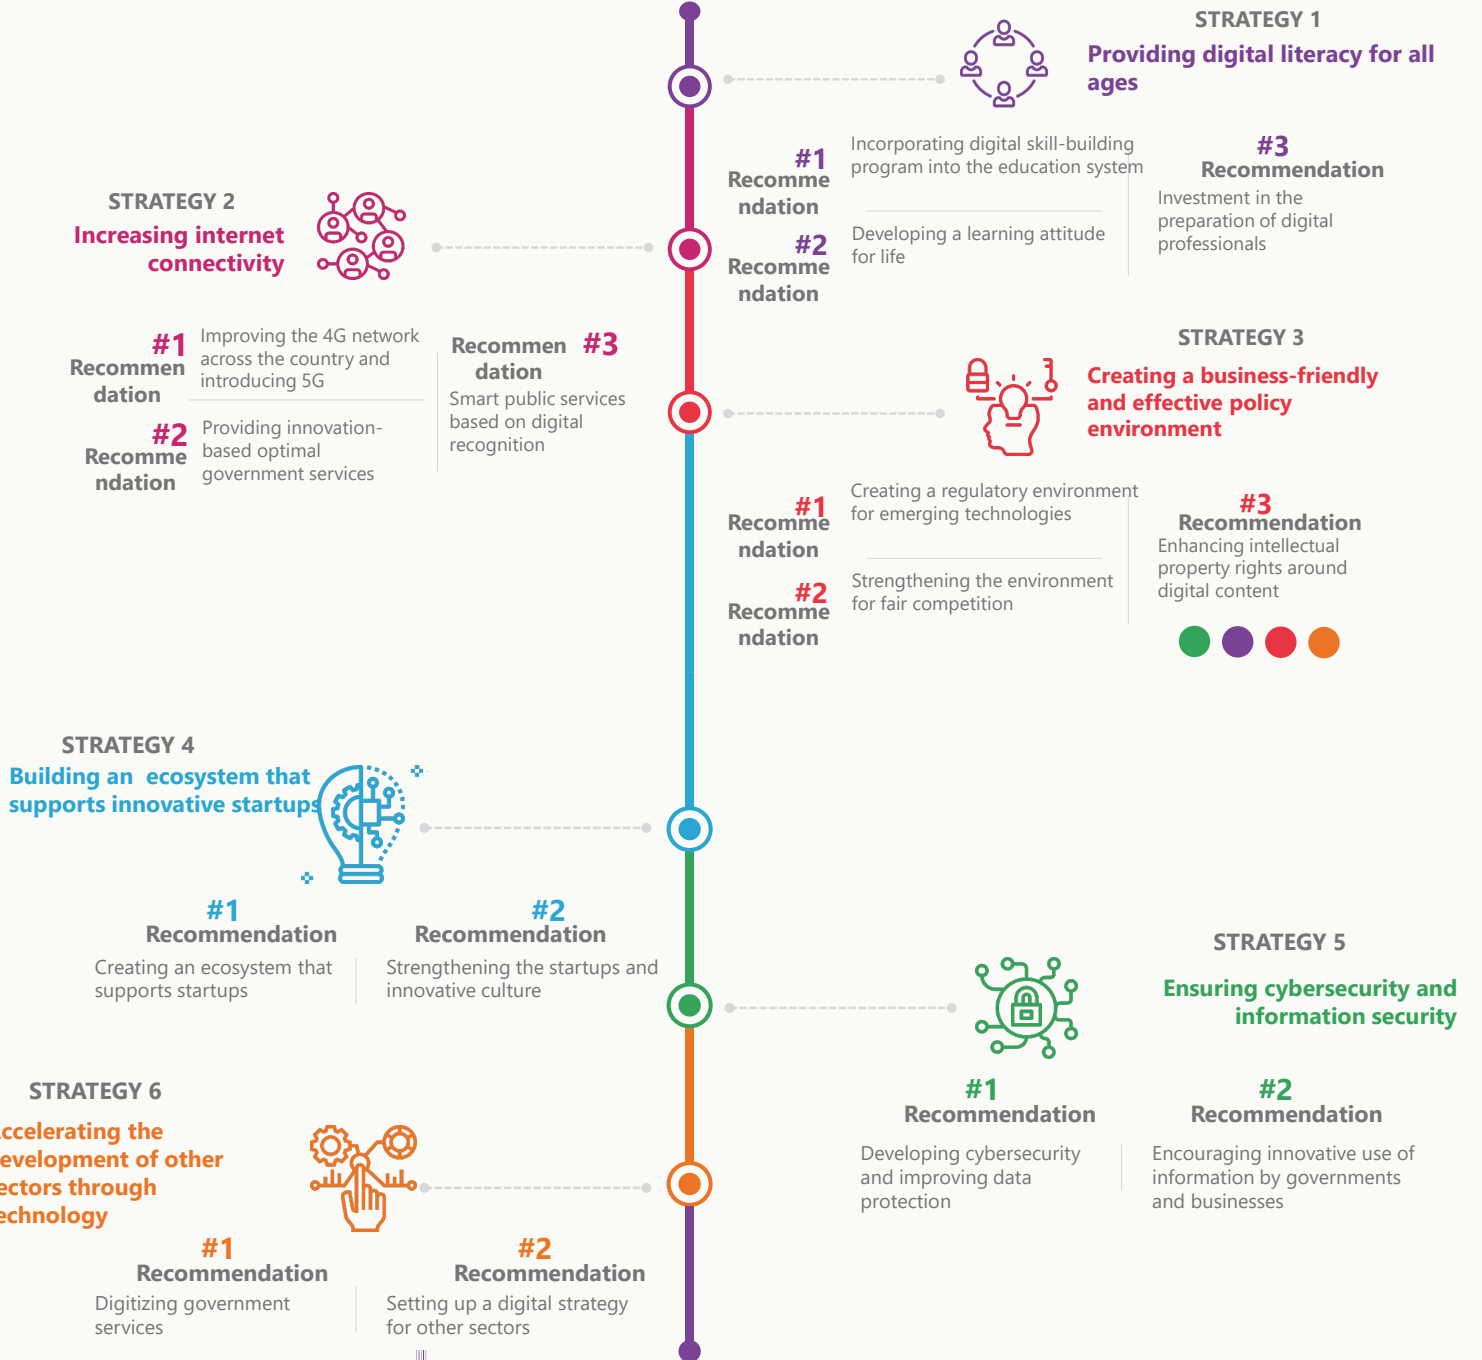 STRATEGY 1
Providing digital literacy for all
ages
#1
Recomme
ndation
Incorporating digital skill-building
program into the education system
#2
Recomme
ndation
Developing a learning attitude
for life
#3
Recommendation
Investment in the
preparation of digital
professionals
STRATEGY 2
Increasing internet
connectivity
#1
Recommen
dation
Improving the 4G network
across the country and
introducing 5G
#2
Recomme
ndation
Providing innovation-
based optimal
government services
Recommen #3
dation
Smart public services
based on digital
recognition
STRATEGY 3
Creating a business-friendly
and effective policy
environment
#1
Recomme
ndation
Creating a regulatory environment
for emerging technologies
#2
Recomme
ndation
Strengthening the environment
for fair competition
#3
Recommendation
Enhancing intellectual
property rights around
digital content
STRATEGY 4
Building an ecosystem that
supports innovative startups
#1
Recommendation
Creating an ecosystem that
supports startups
#2
Recommendation
Strengthening the startups and
innovative culture
STRATEGY 5
Ensuring cybersecurity and
information security
#1
Recommendation
Developing cybersecurity
and improving data
protection
#2
Recommendation
Encouraging innovative use of
information by governments
and businesses
STRATEGY 6
ccelerating the
evelopment of other
ectors through
echnology
#1
Recommendation
Digitizing government
services
#2
Recommendation
Setting up a digital strategy
for other sectors